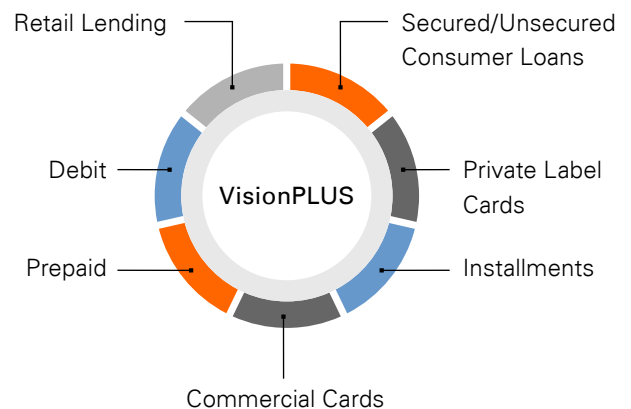 Retail Lending
Secured/Unsecured
Consumer Loans
Debit
VisionPLUS
Private Label
Cards
Prepaid
Installments
Commercial Cards